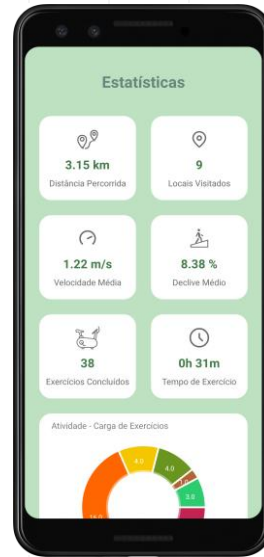 Estatísticas
3.15 km
9
Distância Percorrida
Locais Visitados
1.22 m/s
8.38 %
Velocidade Média
Declive Médio
38
0h 31m
Exercícios Concluídos
Tempo de Exercício
Atividade - Carga de Exercícios
4.0
4.0
3.0